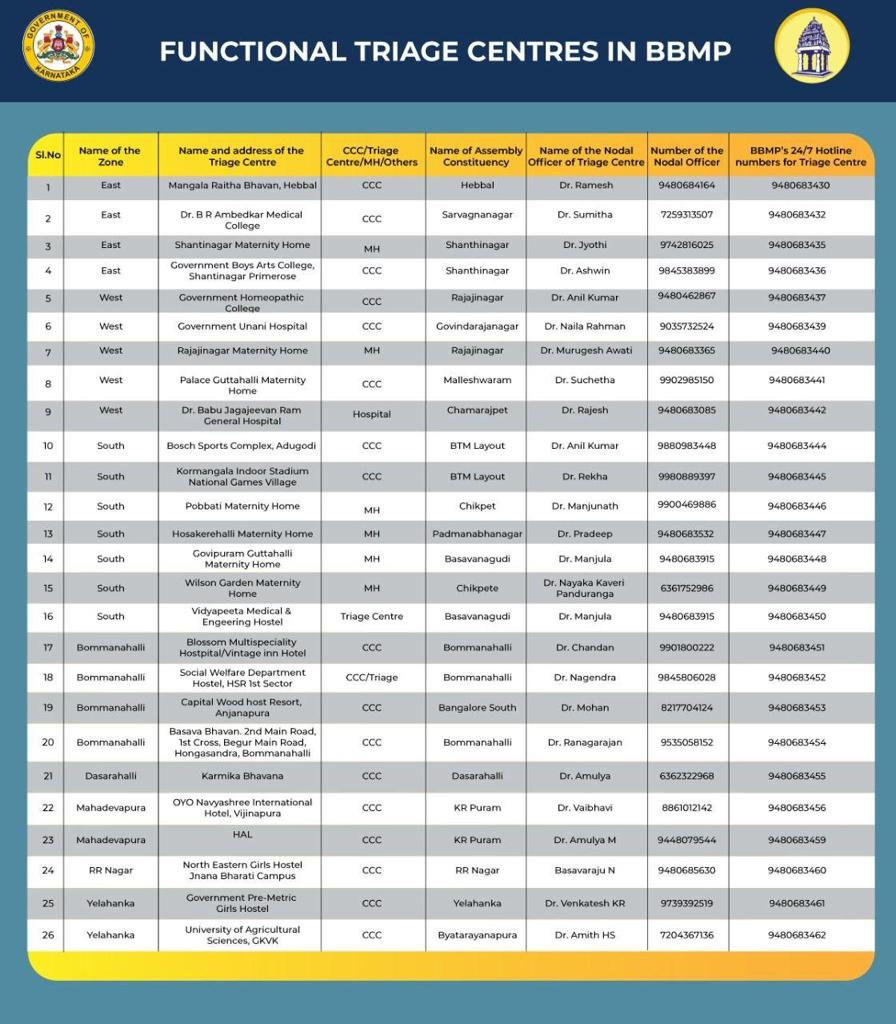 GOVERNMENT OF KARNATAKA
FUNCTIONAL TRIAGE CENTRES IN BBMP
Sl.No | Name of the Zone | Name and address of the Triage Centre | CCC/Triage Centre/MH/Others | Name of Assembly Constituency | Name of the Nodal Officer of Triage Centre | Number of the Nodal Officer | BBMP's 24/7 Hotline numbers for Triage Centre
1 | East | Mangala Raitha Bhavan, Hebbal | CCC | Hebbal | Dr. Ramesh | 9480684164 | 9480683430
2 | East | Dr. B R Ambedkar Medical College | CCC | Sarvagnanagar | Dr. Sumitha | 7259313507 | 9480683432
3 | East | Shantinagar Maternity Home | MH | Shanthinagar | Dr. Jyothi | 9742816025 | 9480683435
4 | East | Government Boys Arts College, Shantinagar Primerose | CCC | Shanthinagar | Dr. Ashwin | 9845383899 | 9480683436
5 | West | Government Homeopathic College | CCC | Rajajinagar | Dr. Anil Kumar | 9480462867 | 9480683437
6 | West | Government Unani Hospital | CCC | Govindarajanagar | Dr. Naila Rahman | 9035732524 | 9480683439
7 | West | Rajajinagar Maternity Home | MH | Rajajinagar | Dr. Murugesh Awati | 9480683365 | 9480683440
8 | West | Palace Guttahalli Maternity Home | CCC | Malleshwaram | Dr. Suchetha | 9902985150 | 9480683441
9 | West | Dr. Babu Jagajeevan Ram General Hospital | Hospital | Chamarajpet | Dr. Rajesh | 9480683085 | 9480683442
10 | South | Bosch Sports Complex, Adugodi | CCC | BTM Layout | Dr. Anil Kumar | 9880983448 | 9480683444
11 | South | Kormangala Indoor Stadium National Games Village | CCC | BTM Layout | Dr. Rekha | 9980889397 | 9480683445
12 | South | Pobbati Maternity Home | MH | Chikpet | Dr. Manjunath | 9900469886 | 9480683446
13 | South | Hosakerehalli Maternity Home | MH | Padmanabhanagar | Dr. Pradeep | 9480683532 | 9480683447
14 | South | Govipuram Guttahalli Maternity Home | MH | Basavanagudi | Dr. Manjula | 9480683915 | 9480683448
15 | South | Wilson Garden Maternity Home | MH | Chikpete | Dr. Nayaka Kaveri Panduranga | 6361752986 | 9480683449
16 | South | Vidyapeeta Medical & Engeering Hostel | Triage Centre | Basavanagudi | Dr. Manjula | 9480683915 | 9480683450
17 | Bommanahalli | Blossom Multispeciality Hostpital/Vintage inn Hotel | CCC | Bommanahalli | Dr. Chandan | 9901800222 | 9480683451
18 | Bommanahalli | Social Welfare Department Hostel, HSR 1st Sector | CCC/Triage | Bommanahalli | Dr. Nagendra | 9845806028 | 9480683452
19 | Bommanahalli | Capital Wood host Resort, Anjanapura | CCC | Bangalore South | Dr. Mohan | 8217704124 | 9480683453
20 | Bommanahalli | Basava Bhavan. 2nd Main Road, 1st Cross, Begur Main Road, Hongasandra, Bommanahalli | CCC | Bommanahalli | Dr. Ranagarajan | 9535058152 | 9480683454
21 | Dasarahalli | Karmika Bhavana | CCC | Dasarahalli | Dr. Amulya | 6362322968 | 9480683455
22 | Mahadevapura | OYO Navyashree International Hotel, Vijinapura | CCC | KR Puram | Dr. Vaibhavi | 8861012142 | 9480683456
23 | Mahadevapura | HAL | CCC | KR Puram | Dr. Amulya M | 9448079544 | 9480683459
24 | RR Nagar | North Eastern Girls Hostel Jnana Bharati Campus | CCC | RR Nagar | Basavaraju N | 9480685630 | 9480683460
25 | Yelahanka | Government Pre-Metric Girls Hostel | CCC | Yelahanka | Dr. Venkatesh KR | 9739392519 | 9480683461
26 | Yelahanka | University of Agricultural Sciences, GKVK | CCC | Byatarayanapura | Dr. Amith HS | 7204367136 | 9480683462